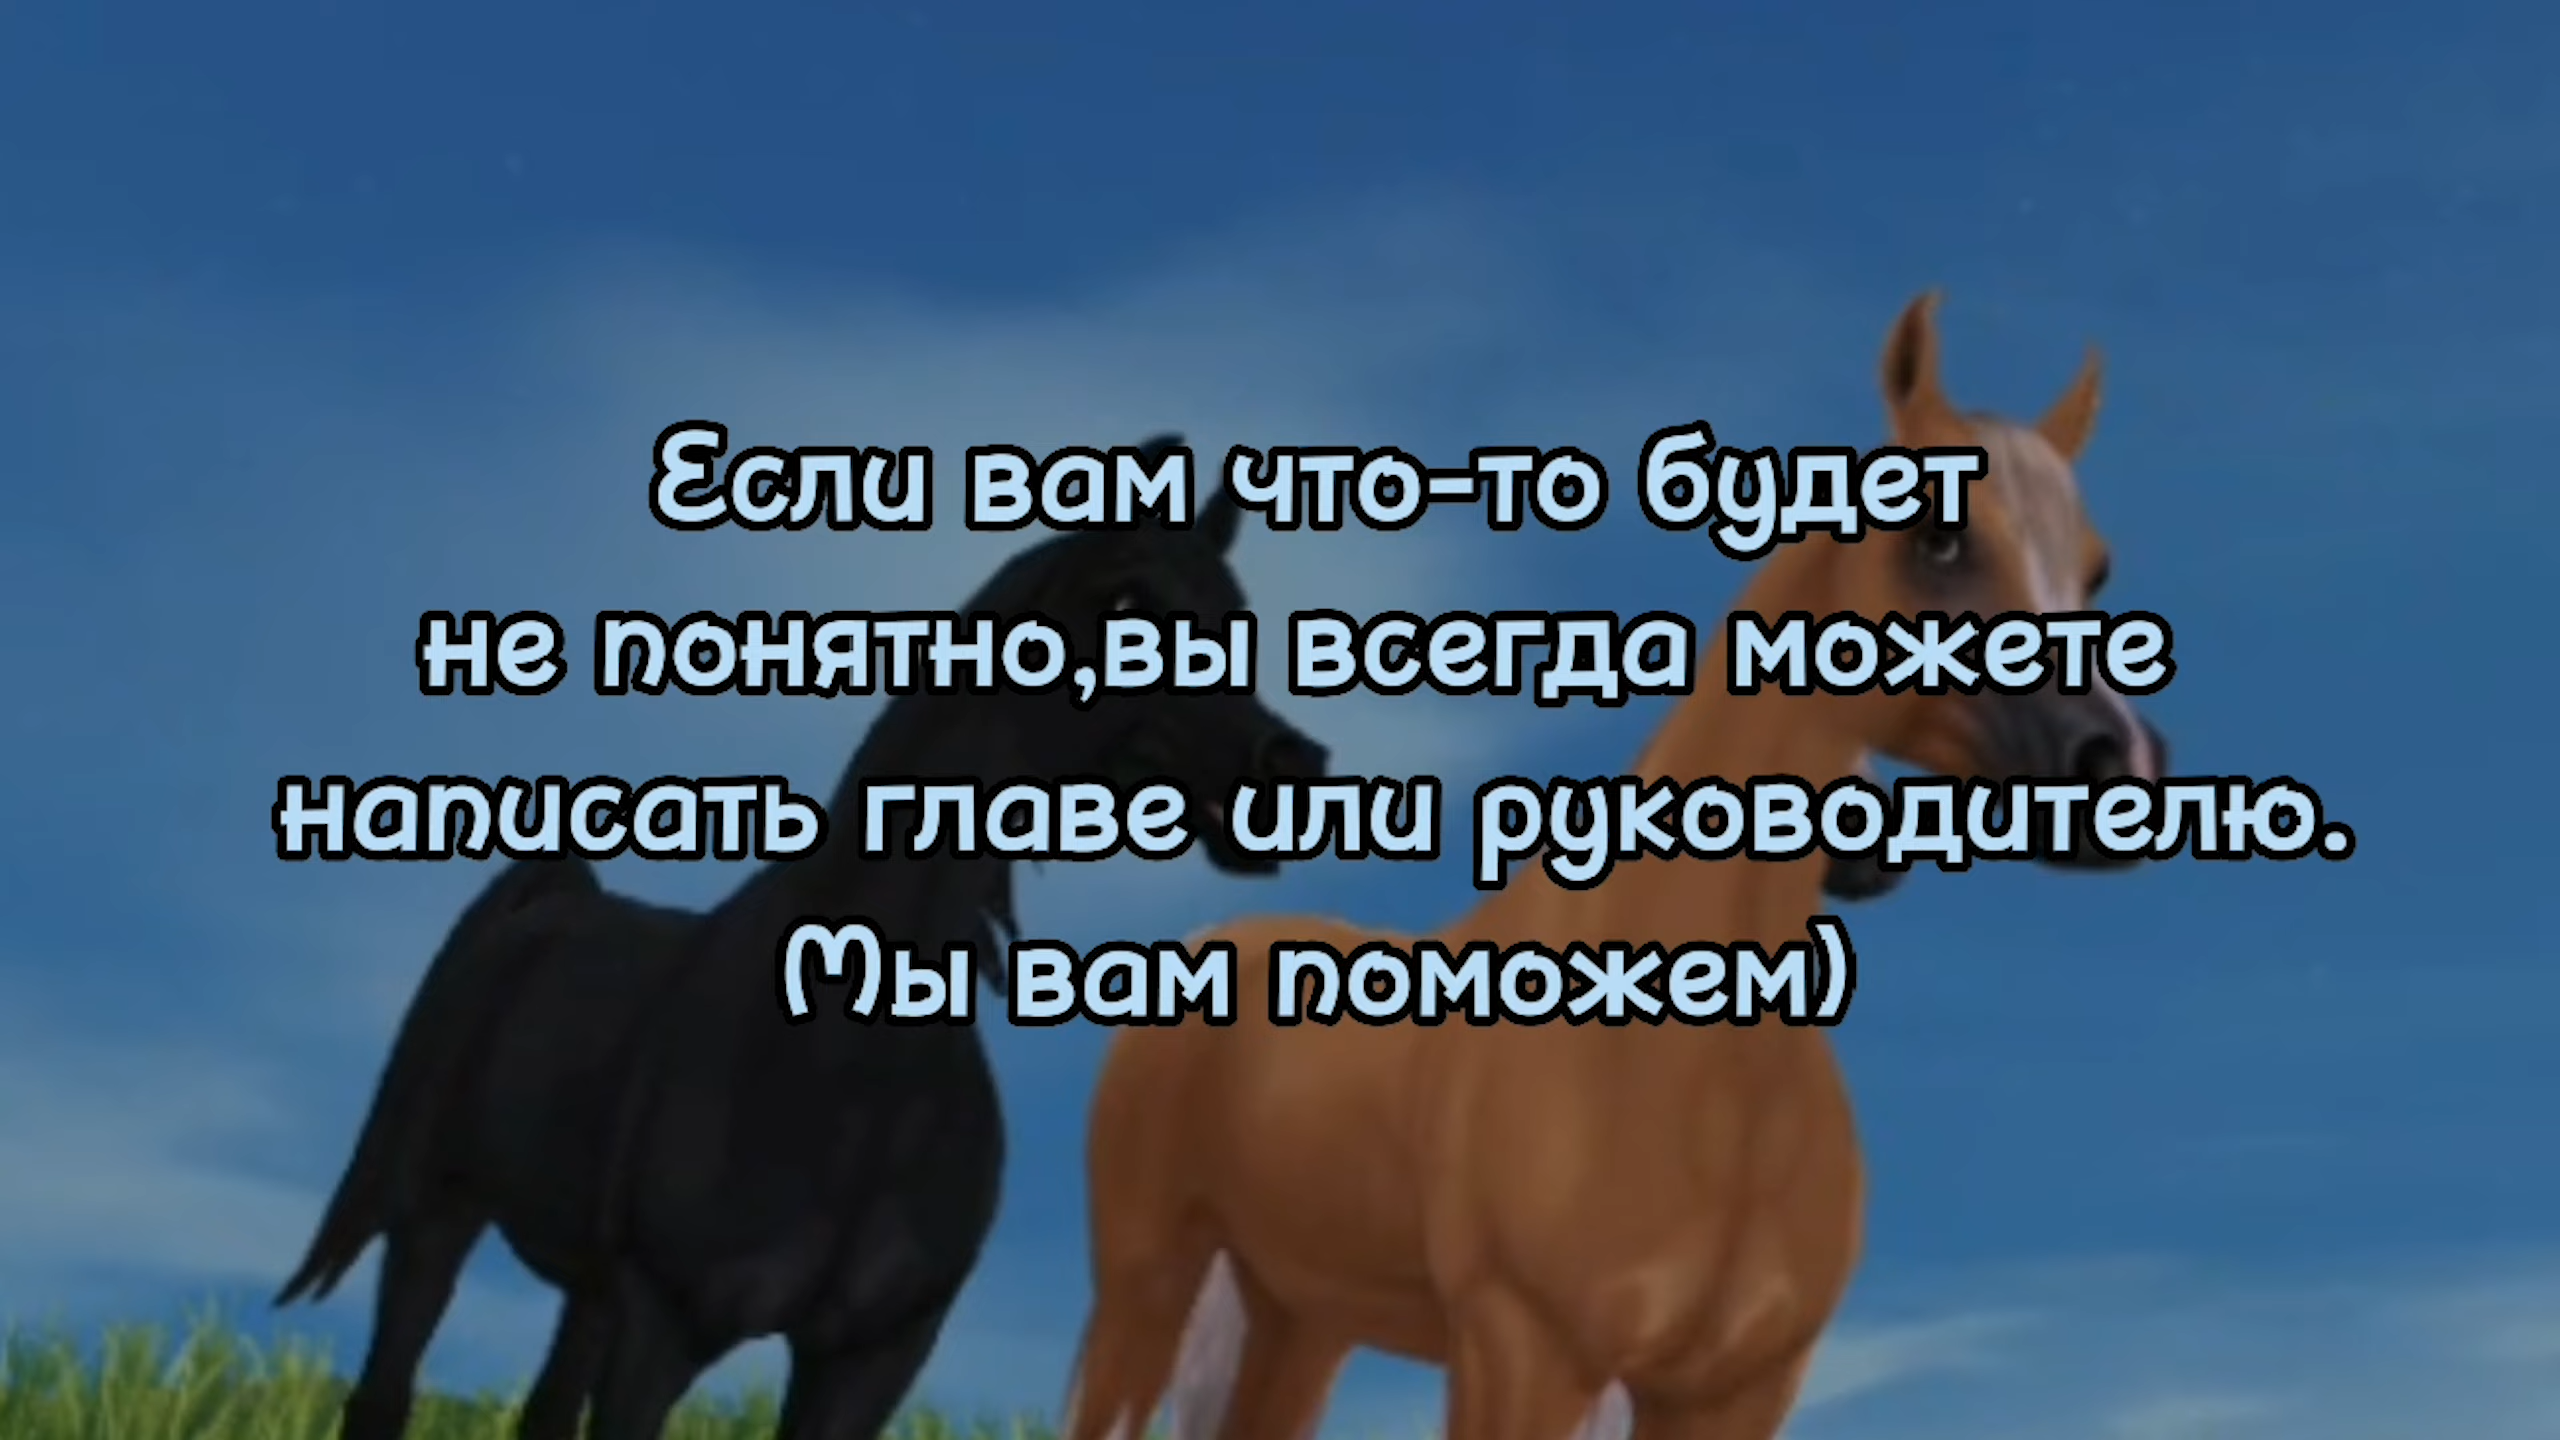 Если вам что-то будет
не понятно,вы всегда можете
написать главе или руководителю.
(Мы вам поможем)